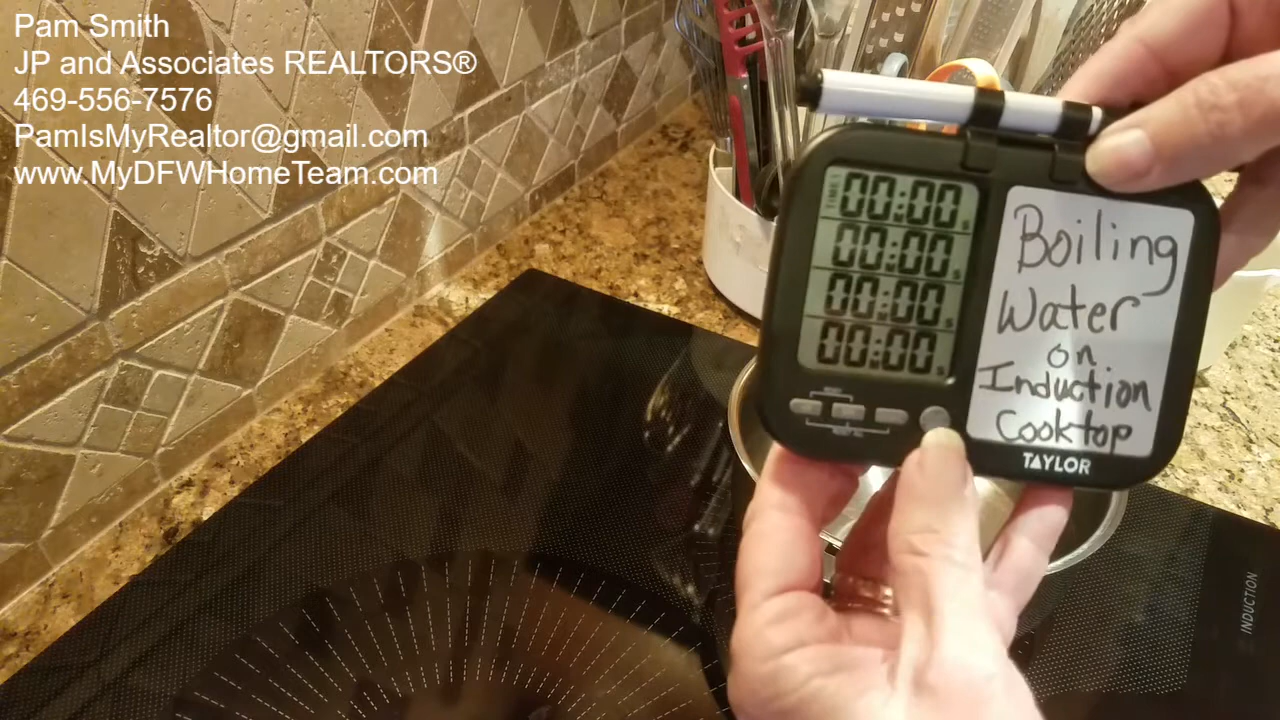 Pam Smith
JP and Associates REALTORS®
469-556-7576
PamIsMyRealtor@gmail.com
www.MyDFWHomeTeam.com
00:00
00:00
00:00
00:00
Boiling
Water
on
Induction
Cooktop
TAYLOR
INDUCTION